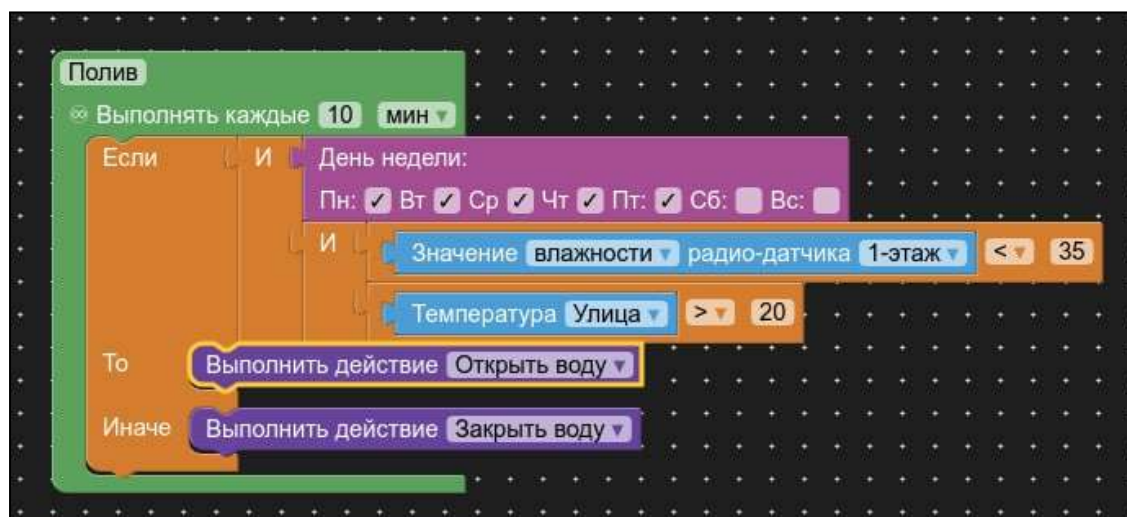 Полив
Выполнять каждые 10 мин
Если И День недели:
Пн: Вт Ср Чт Пт: Сб: Вс:
И Значение влажности радио-датчика 1-этаж < 35
Температура Улица > 20
То Выполнить действие Открыть воду
Иначе Выполнить действие Закрыть воду